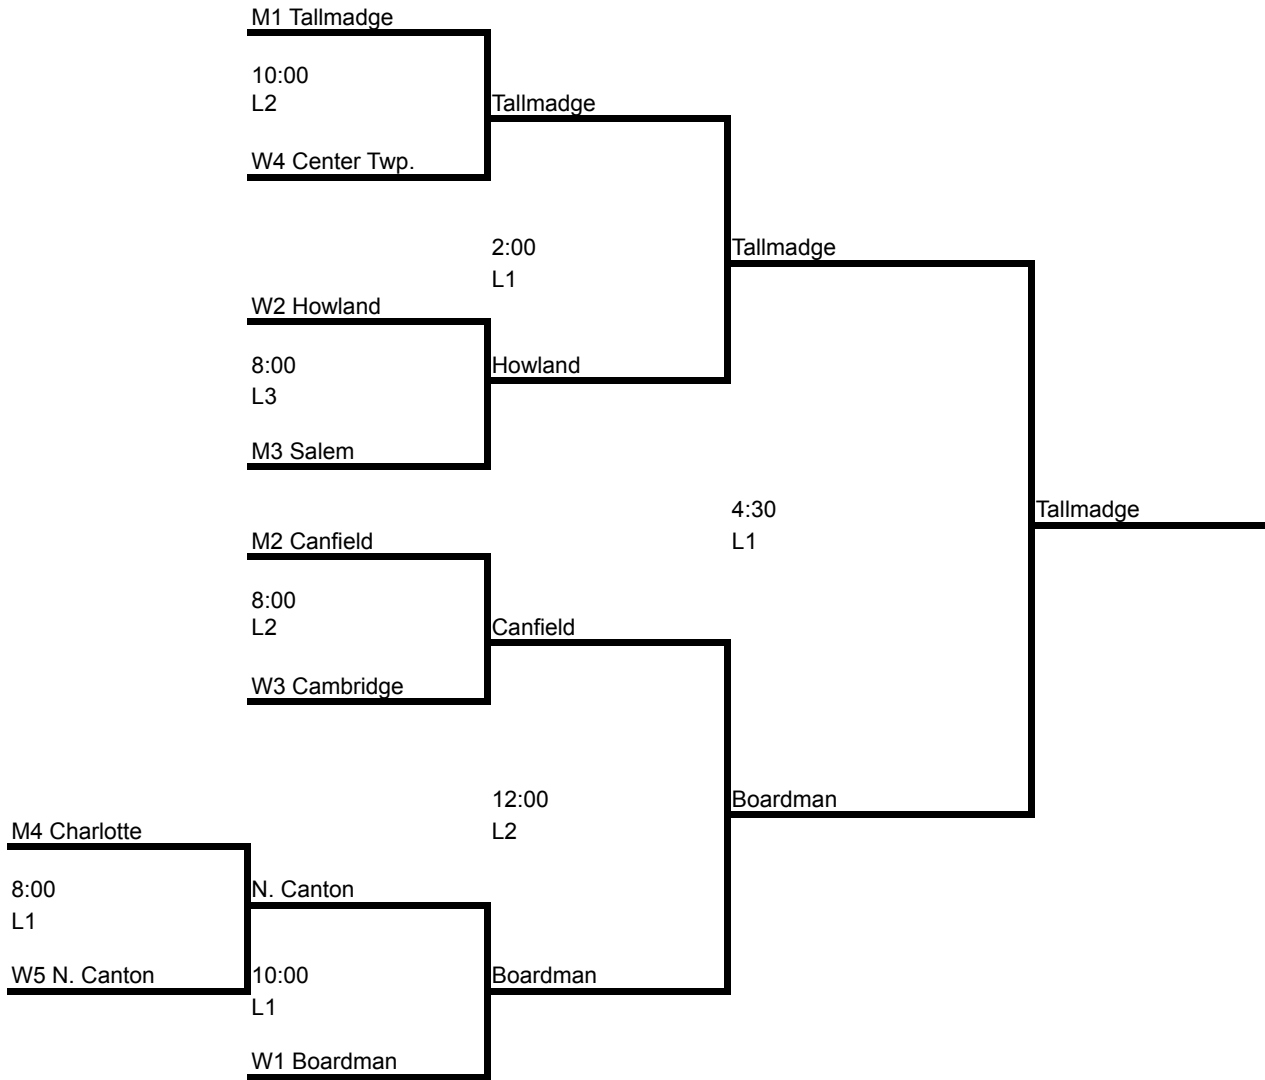 M1 Tallmadge
10:00
L2
Tallmadge
W4 Center Twp.
2:00
L1
Tallmadge
W2 Howland
8:00
L3
Howland
M3 Salem
4:30
L1
Tallmadge
M2 Canfield
8:00
L2
Canfield
W3 Cambridge
12:00
L2
Boardman
M4 Charlotte
8:00
L1
N. Canton
W5 N. Canton
10:00
L1
Boardman
W1 Boardman